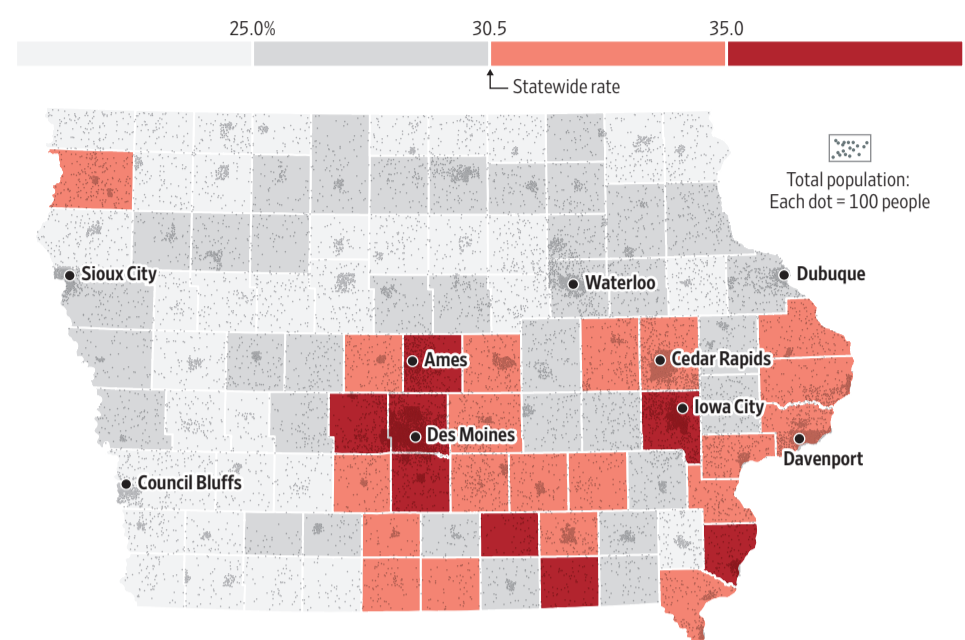 25.0%
30.5
35.0
Statewide rate
Total population:
Each dot = 100 people
Sioux City
Waterloo
Dubuque
Ames
Cedar Rapids
Iowa City
Des Moines
Davenport
Council Bluffs